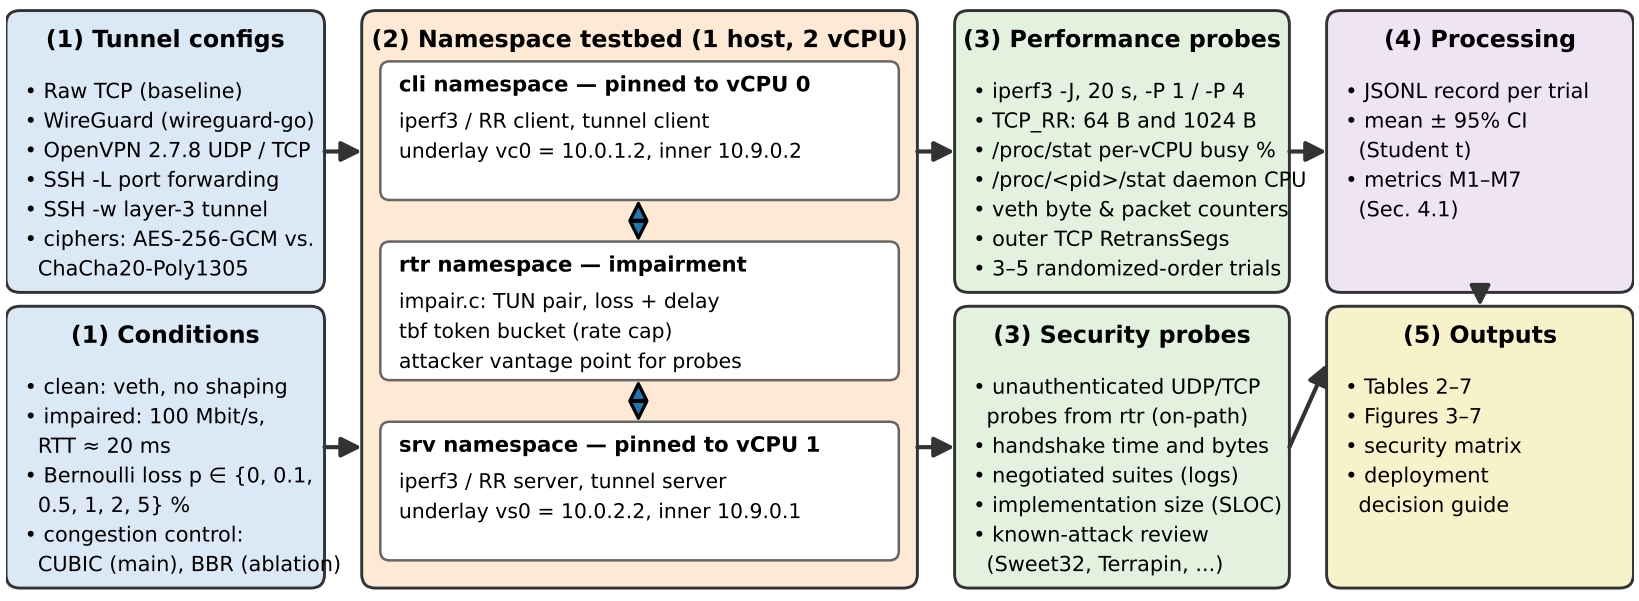 (1) Tunnel configs
• Raw TCP (baseline)
• WireGuard (wireguard-go)
• OpenVPN 2.7.8 UDP / TCP
• SSH -L port forwarding
• SSH -w layer-3 tunnel
• ciphers: AES-256-GCM vs.
ChaCha20-Poly1305
(1) Conditions
• clean: veth, no shaping
• impaired: 100 Mbit/s,
RTT ≈ 20 ms
• Bernoulli loss p ∈ {0, 0.1,
0.5, 1, 2, 5} %
• congestion control:
CUBIC (main), BBR (ablation)
(2) Namespace testbed (1 host, 2 vCPU)
cli namespace — pinned to vCPU 0
iperf3 / RR client, tunnel client
underlay vc0 = 10.0.1.2, inner 10.9.0.2
rtr namespace — impairment
impair.c: TUN pair, loss + delay
tbf token bucket (rate cap)
attacker vantage point for probes
srv namespace — pinned to vCPU 1
iperf3 / RR server, tunnel server
underlay vs0 = 10.0.2.2, inner 10.9.0.1
(3) Performance probes
• iperf3 -J, 20 s, -P 1 / -P 4
• TCP_RR: 64 B and 1024 B
• /proc/stat per-vCPU busy %
• /proc/<pid>/stat daemon CPU
• veth byte & packet counters
• outer TCP RetransSegs
• 3–5 randomized-order trials
(3) Security probes
• unauthenticated UDP/TCP
probes from rtr (on-path)
• handshake time and bytes
• negotiated suites (logs)
• implementation size (SLOC)
• known-attack review
(Sweet32, Terrapin, ...)
(4) Processing
• JSONL record per trial
• mean ± 95% CI
(Student t)
• metrics M1–M7
(Sec. 4.1)
(5) Outputs
• Tables 2–7
• Figures 3–7
• security matrix
• deployment
decision guide